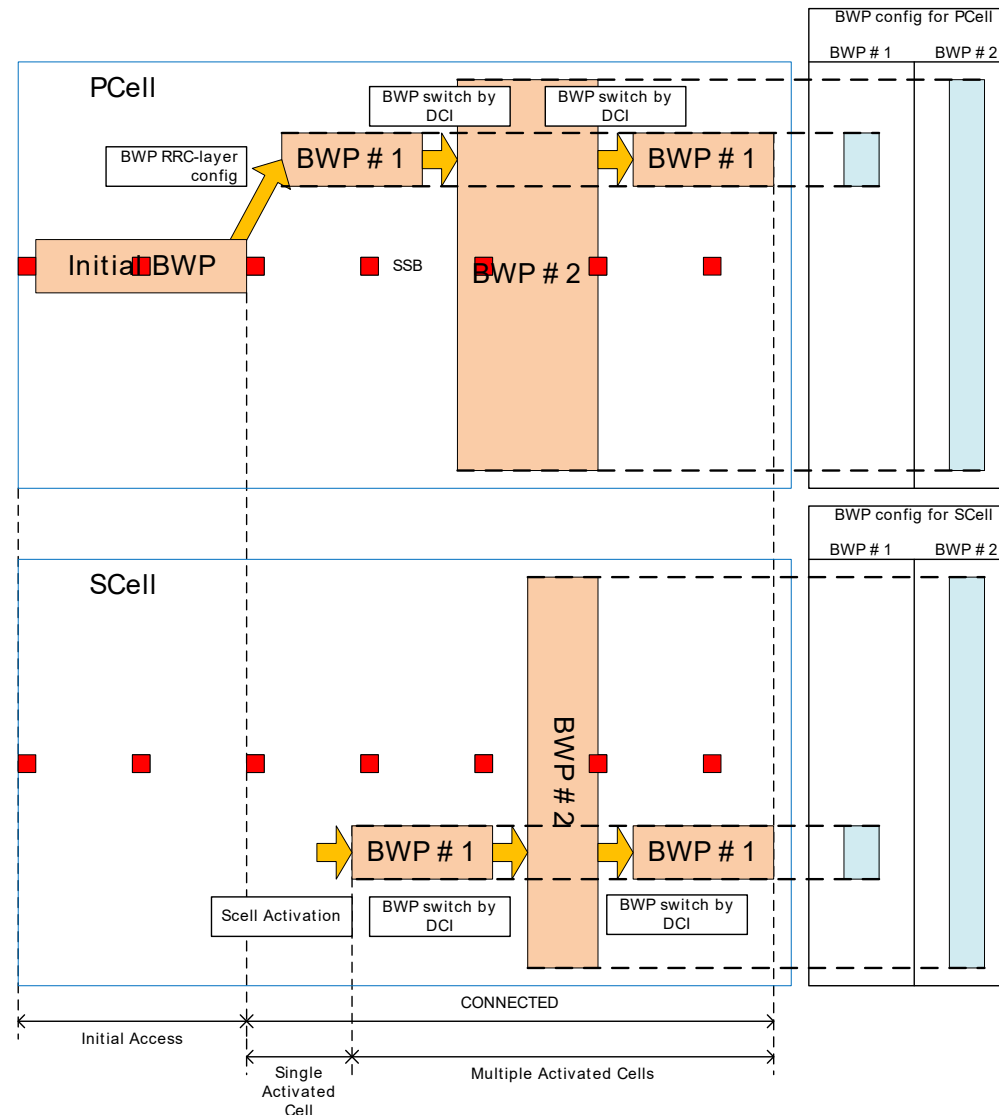 BWP config for PCell
BWP # 1
BWP # 2
PCell
BWP switch by
DCI
BWP switch by
DCI
BWP RRC-layer
config
BWP # 1
BWP # 1
Initial BWP
SSB
BWP # 2
BWP config for SCell
BWP # 1
BWP # 2
SCell
BWP # 2
BWP # 1
BWP # 1
Scell Activation
BWP switch by
DCI
BWP switch by
DCI
CONNECTED
Initial Access
Single
Activated
Cell
Multiple Activated Cells